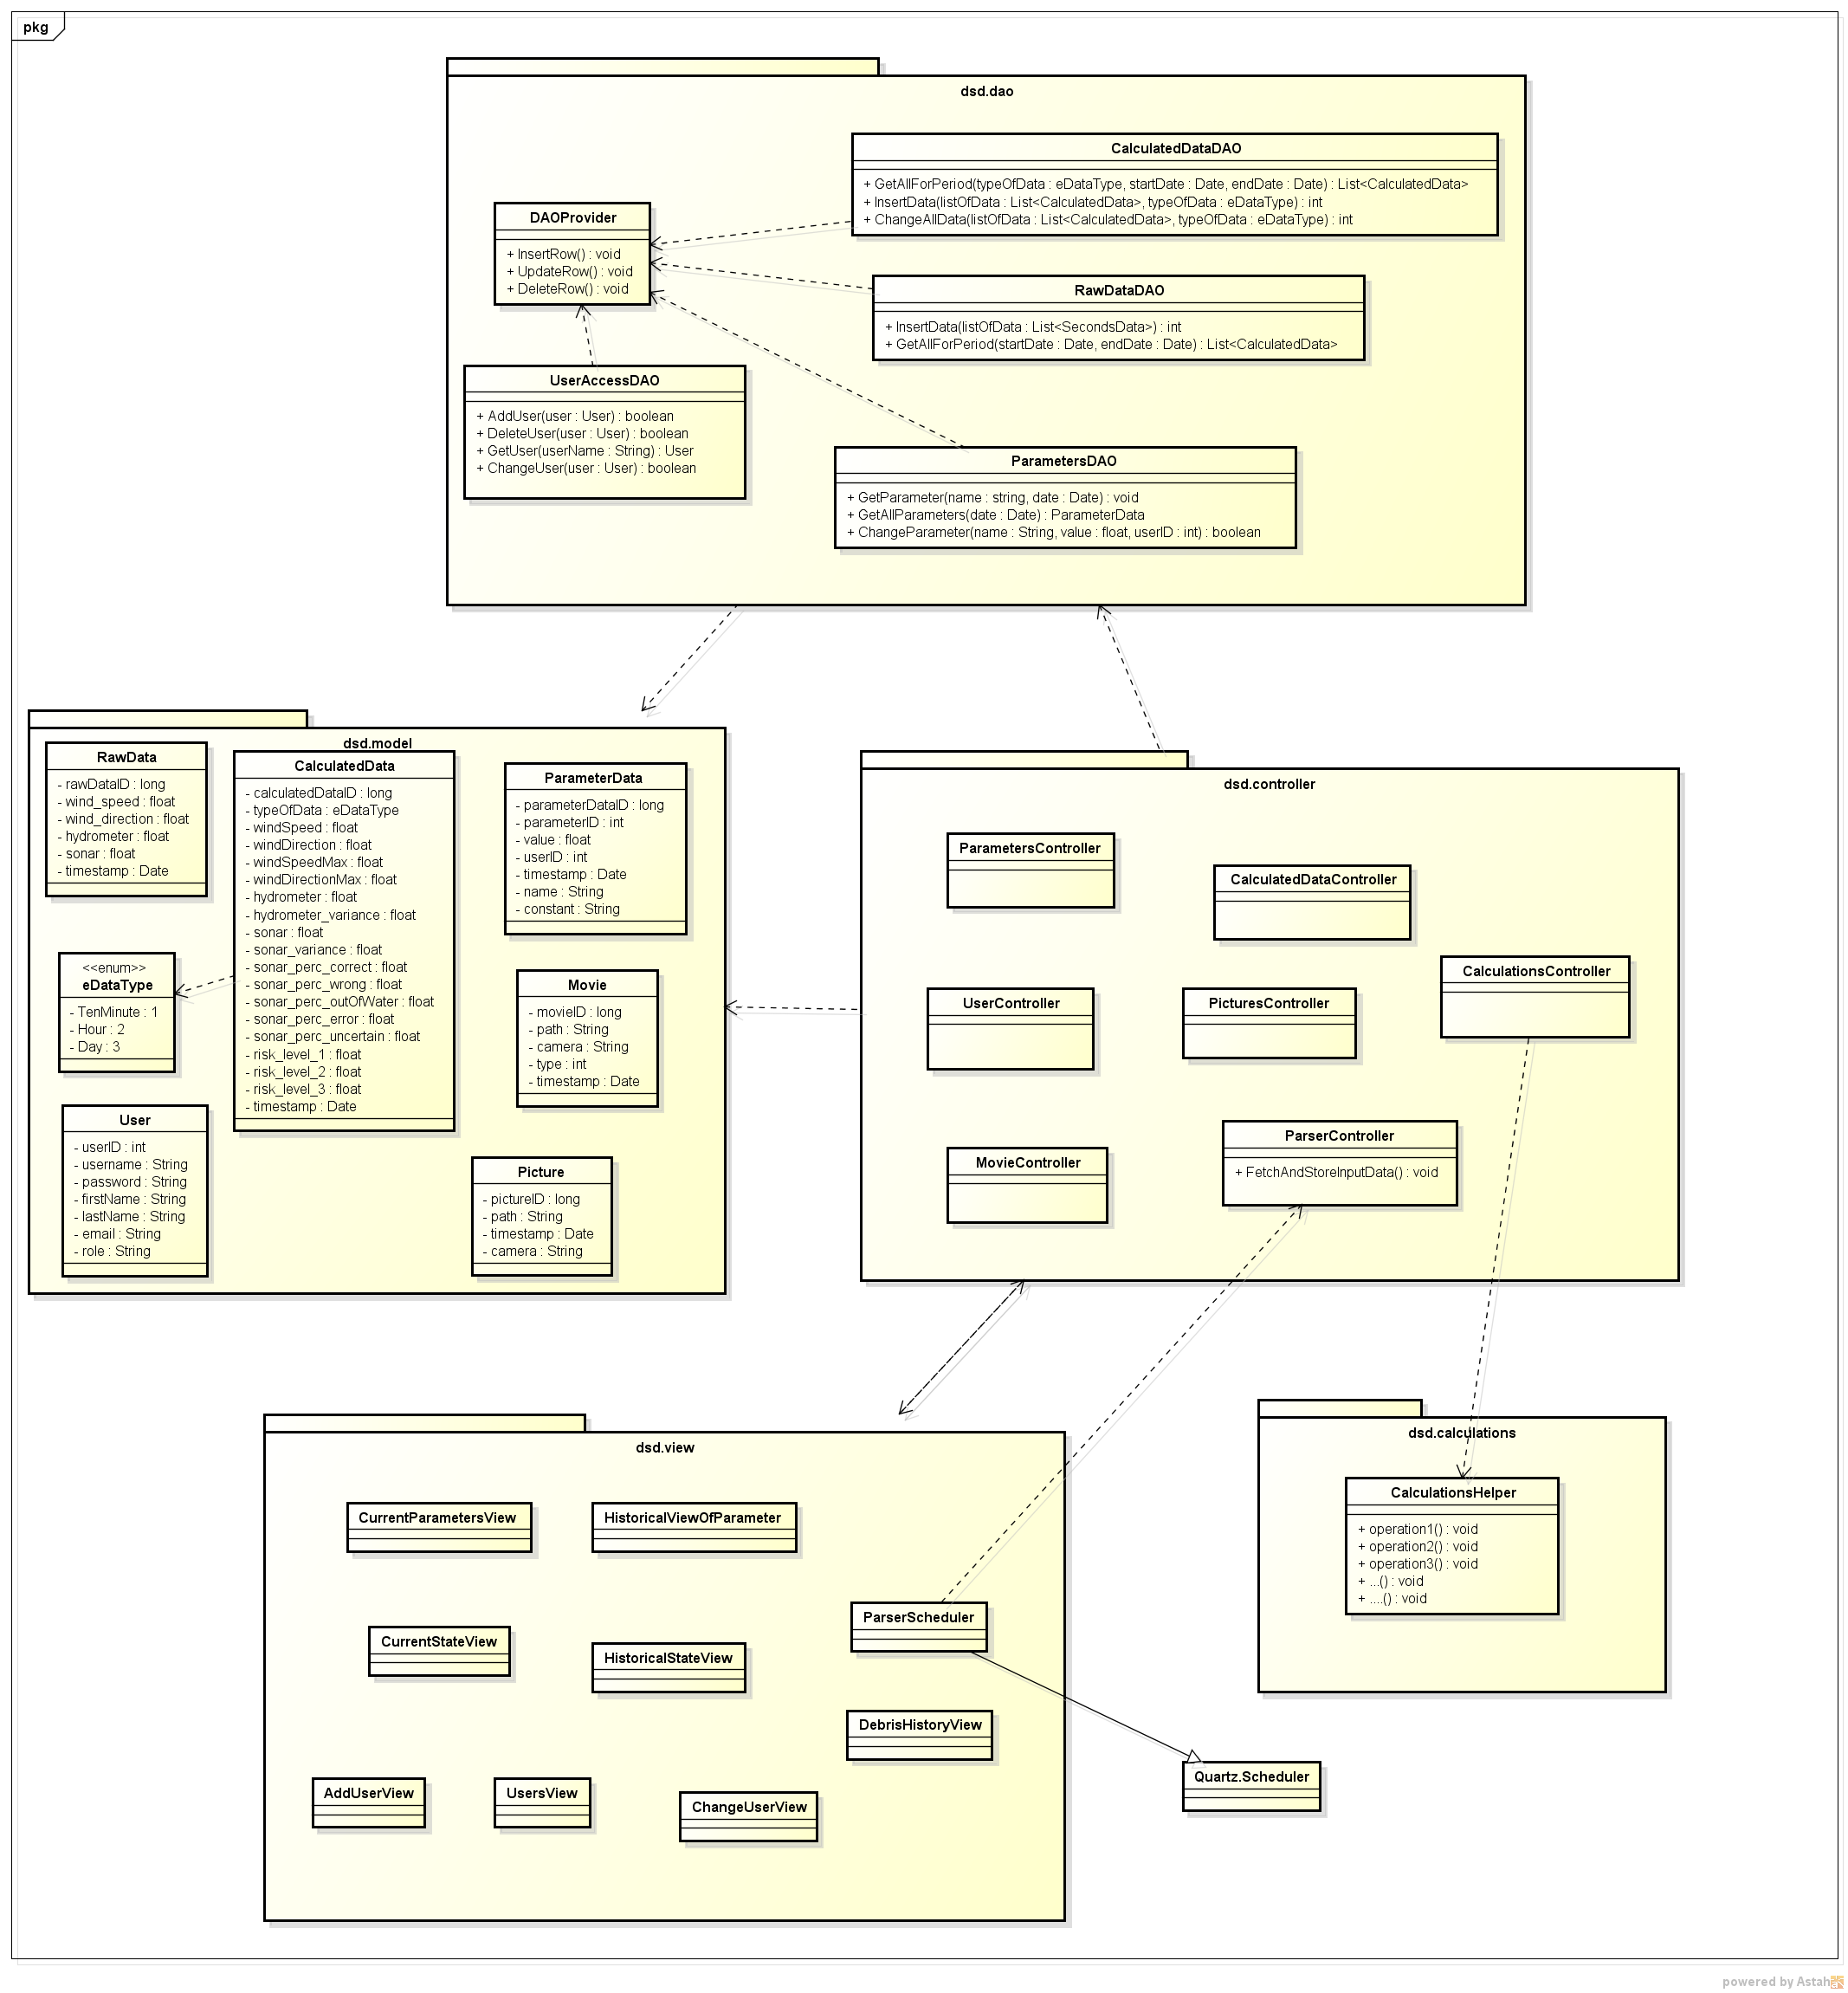 pkg
dsd.dao
CalculatedDataDAO
+ GetAllForPeriod(typeOfData : eDataType, startDate : Date, endDate : Date) : List<CalculatedData>
+ InsertData(listOfData : List<CalculatedData>, typeOfData : eDataType) : int
+ ChangeAllData(listOfData : List<CalculatedData>, typeOfData : eDataType) : int
DAOProvider
+ InsertRow() : void
+ UpdateRow() : void
+ DeleteRow() : void
RawDataDAO
+ InsertData(listOfData : List<SecondsData>) : int
+ GetAllForPeriod(startDate : Date, endDate : Date) : List<CalculatedData>
UserAccessDAO
+ AddUser(user : User) : boolean
+ DeleteUser(user : User) : boolean
+ GetUser(userName : String) : User
+ ChangeUser(user : User) : boolean
ParametersDAO
+ GetParameter(name : string, date : Date) : void
+ GetAllParameters(date : Date) : ParameterData
+ ChangeParameter(name : String, value : float, userID : int) : boolean
dsd.model
RawData
- rawDataID : long
- wind_speed : float
- wind_direction : float
- hydrometer : float
- sonar : float
- timestamp : Date
CalculatedData
- calculatedDataID : long
- typeOfData : eDataType
- windSpeed : float
- windDirection : float
- windSpeedMax : float
- windDirectionMax : float
- hydrometer : float
- hydrometer_variance : float
- sonar : float
- sonar_variance : float
- sonar_perc_correct : float
- sonar_perc_wrong : float
- sonar_perc_outOfWater : float
- sonar_perc_error : float
- sonar_perc_uncertain : float
- risk_level_1 : float
- risk_level_2 : float
- risk_level_3 : float
- timestamp : Date
ParameterData
- parameterDataID : long
- parameterID : int
- value : float
- userID : int
- timestamp : Date
- name : String
- constant : String
<<enum>>
eDataType
- TenMinute : 1
- Hour : 2
- Day : 3
Movie
- movieID : long
- path : String
- camera : String
- type : int
- timestamp : Date
User
- userID : int
- username : String
- password : String
- firstName : String
- lastName : String
- email : String
- role : String
Picture
- pictureID : long
- path : String
- timestamp : Date
- camera : String
dsd.controller
ParametersController
CalculatedDataController
CalculationsController
UserController
PicturesController
ParserController
+ FetchAndStoreInputData() : void
MovieController
dsd.view
CurrentParametersView
HistoricalViewOfParameter
ParserScheduler
CurrentStateView
HistoricalStateView
DebrisHistoryView
AddUserView
UsersView
ChangeUserView
dsd.calculations
CalculationsHelper
+ operation1() : void
+ operation2() : void
+ operation3() : void
+ ...() : void
+ ....() : void
Quartz.Scheduler
powered by Astah